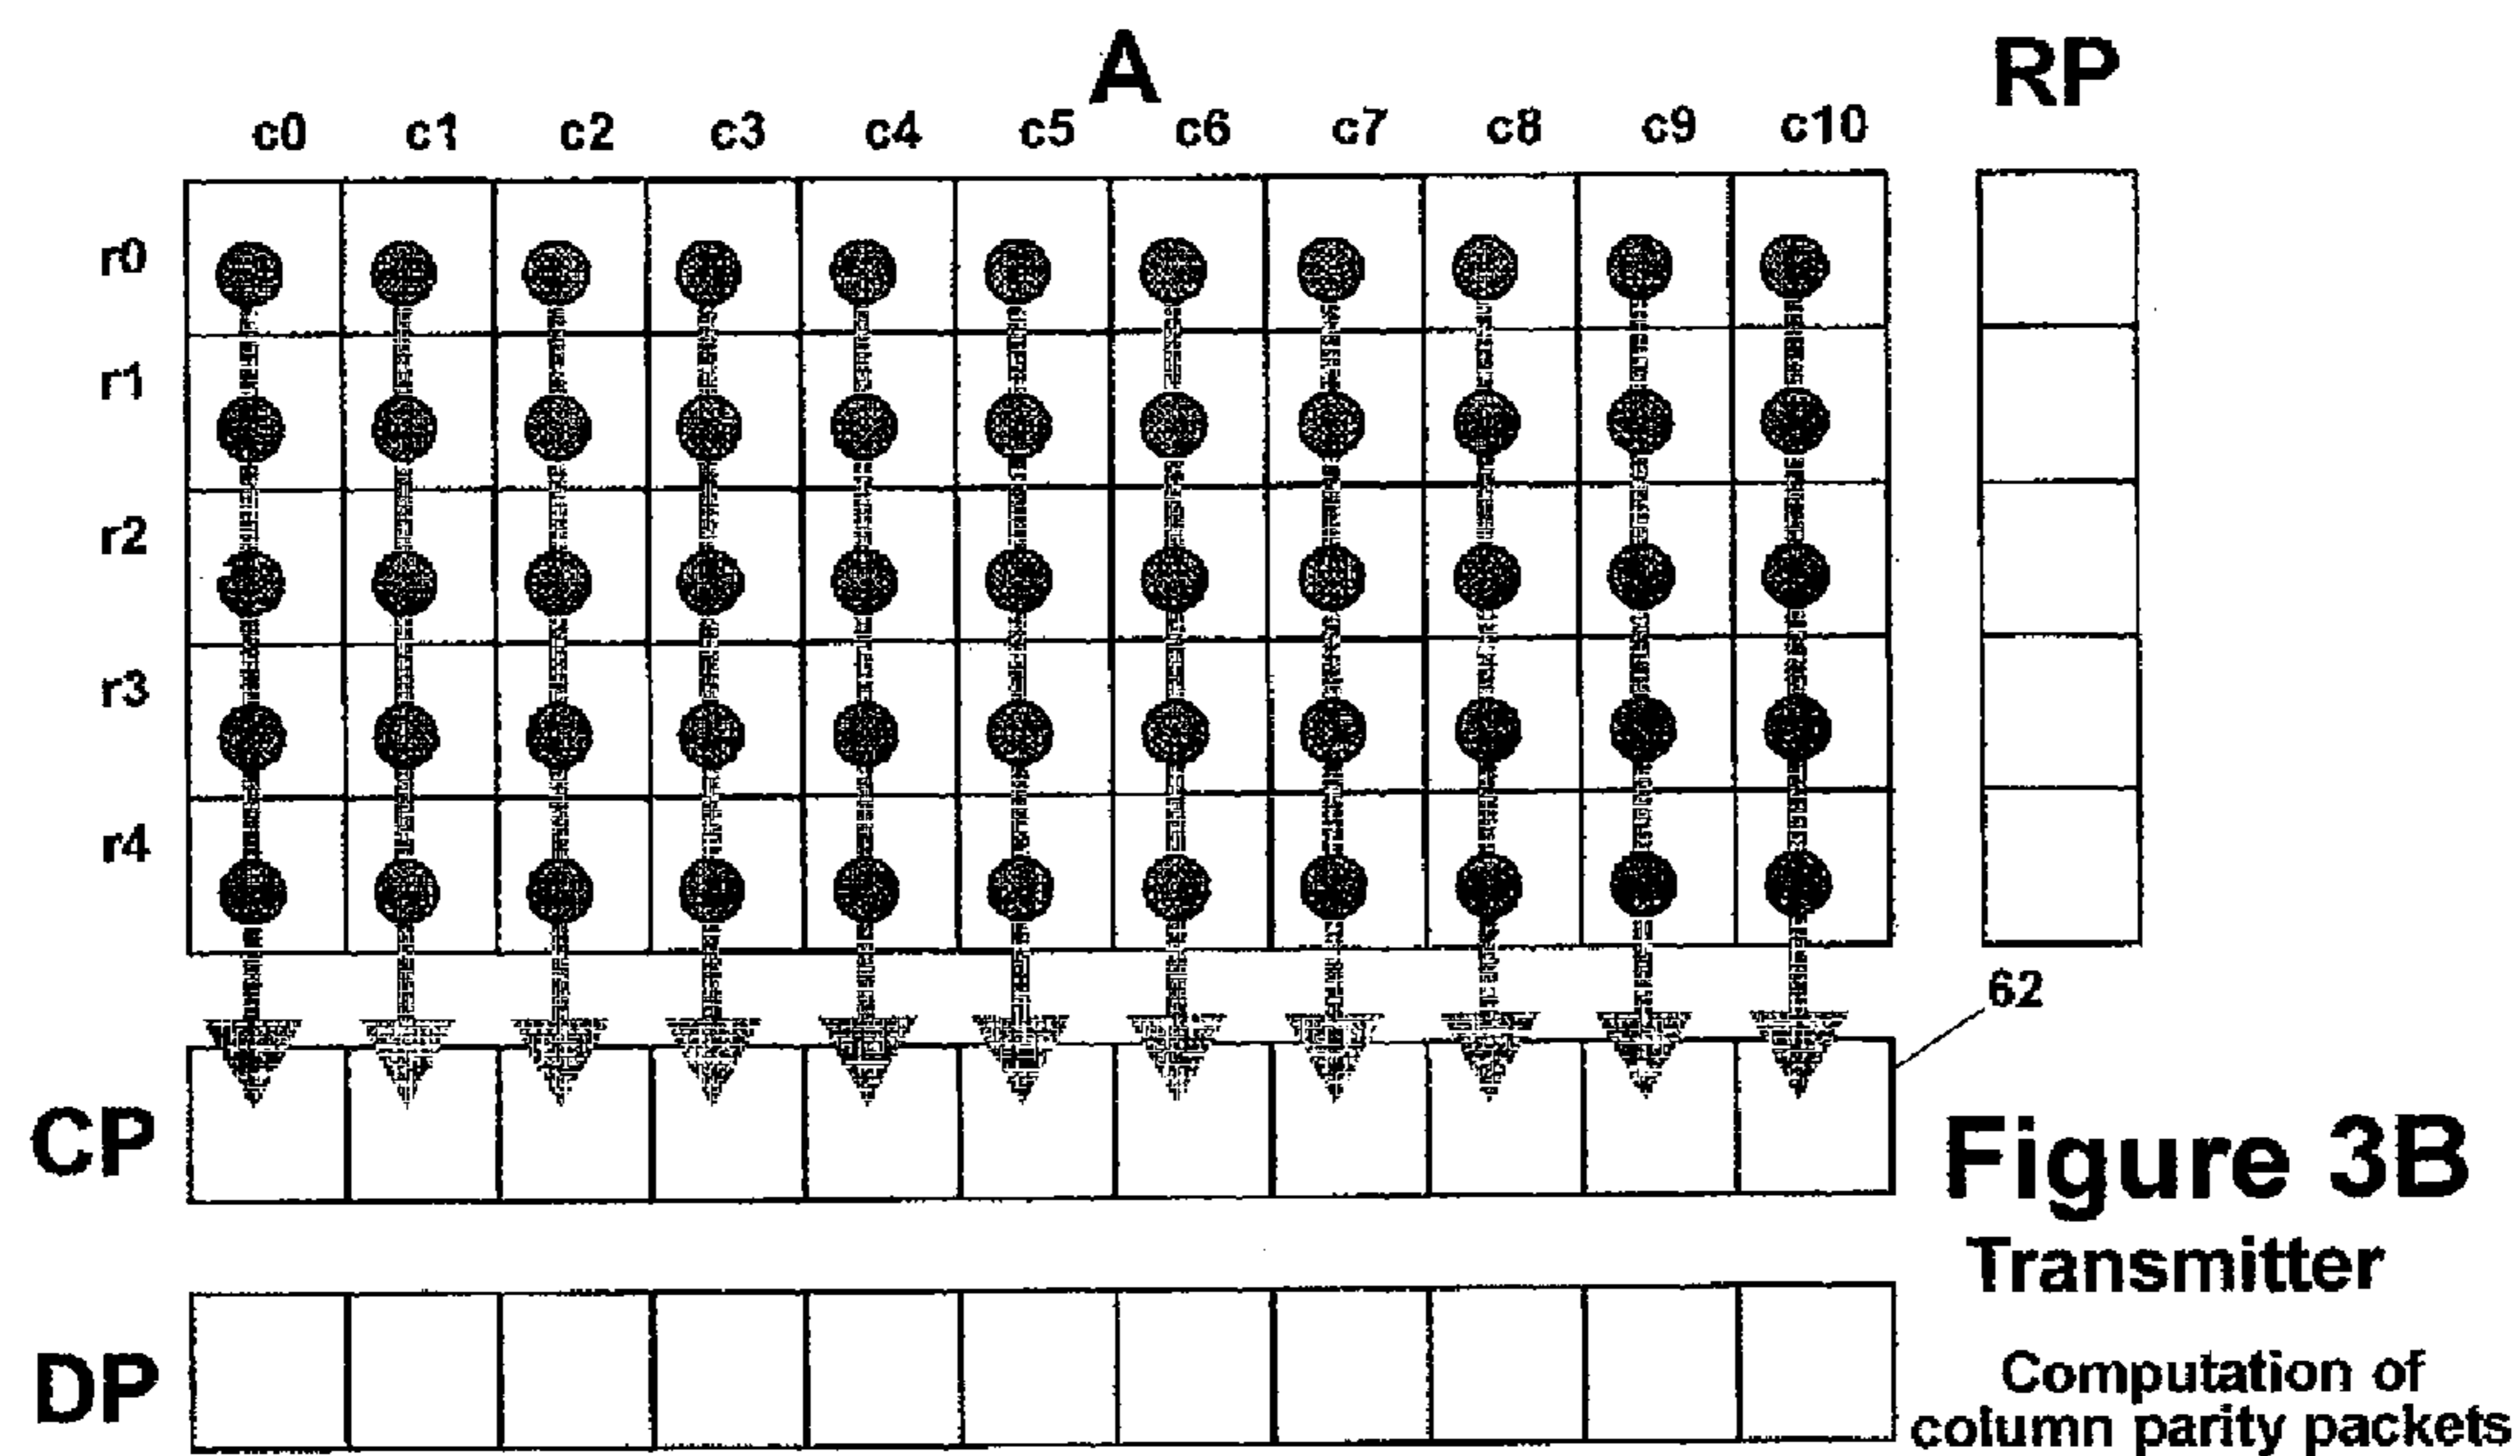 A
RP
c0 c1 c2 c3 c4 c5 c6 c7 c8 c9 c10
r0
r1
r2
r3
r4
62
CP
Figure 3B
Transmitter
DP
Computation of
column parity packets